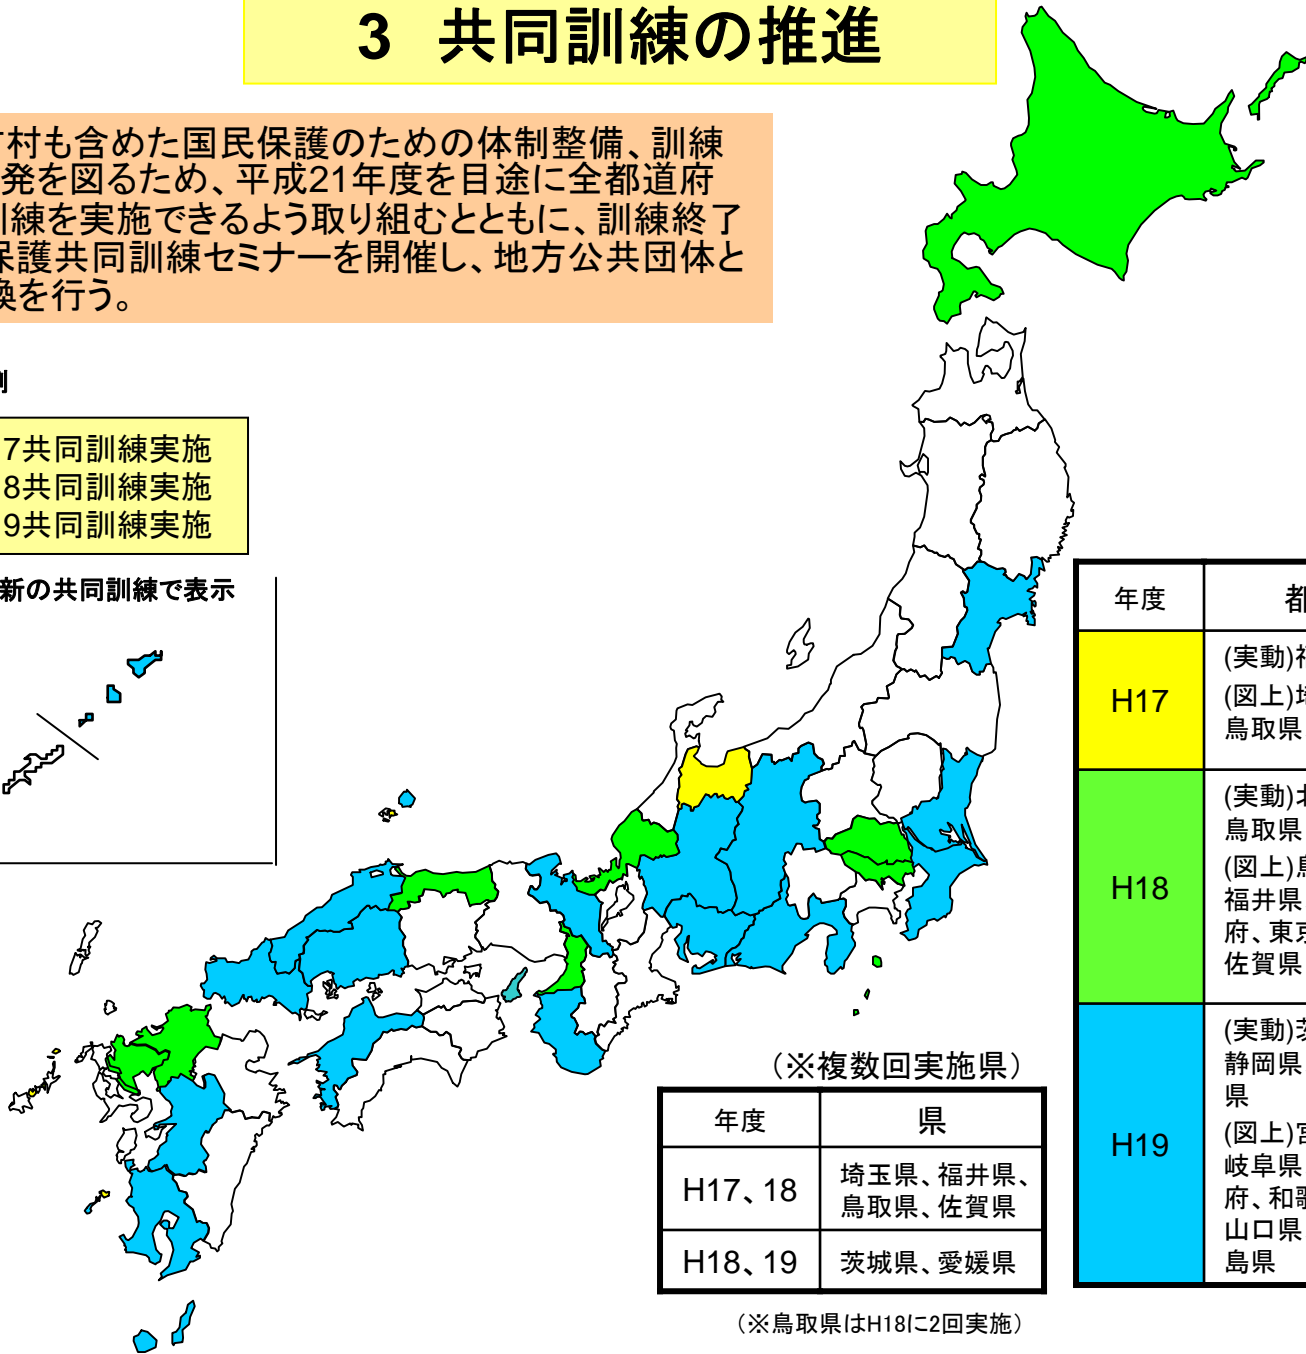 3 共同訓練の推進
村も含めた国民保護のための体制整備、訓練
発を図るため、平成21年度を目途に全都道府
訓練を実施できるよう取り組むとともに、訓練終了
保護共同訓練セミナーを開催し、地方公共団体と
換を行う。
7共同訓練実施
8共同訓練実施
9共同訓練実施
新の共同訓練で表示
年度 都
H17
(実動)福
(図上)埼
鳥取県
H18
(実動)北
鳥取県
(図上)鳥
福井県
府、東京
佐賀県
H19
(実動)茨
静岡県
県
(図上)宮
岐阜県
府、和歌
山口県
島県
(※複数回実施県)
年度 県
H17、18 埼玉県、福井県、
鳥取県、佐賀県
H18、19 茨城県、愛媛県
(※鳥取県はH18に2回実施)